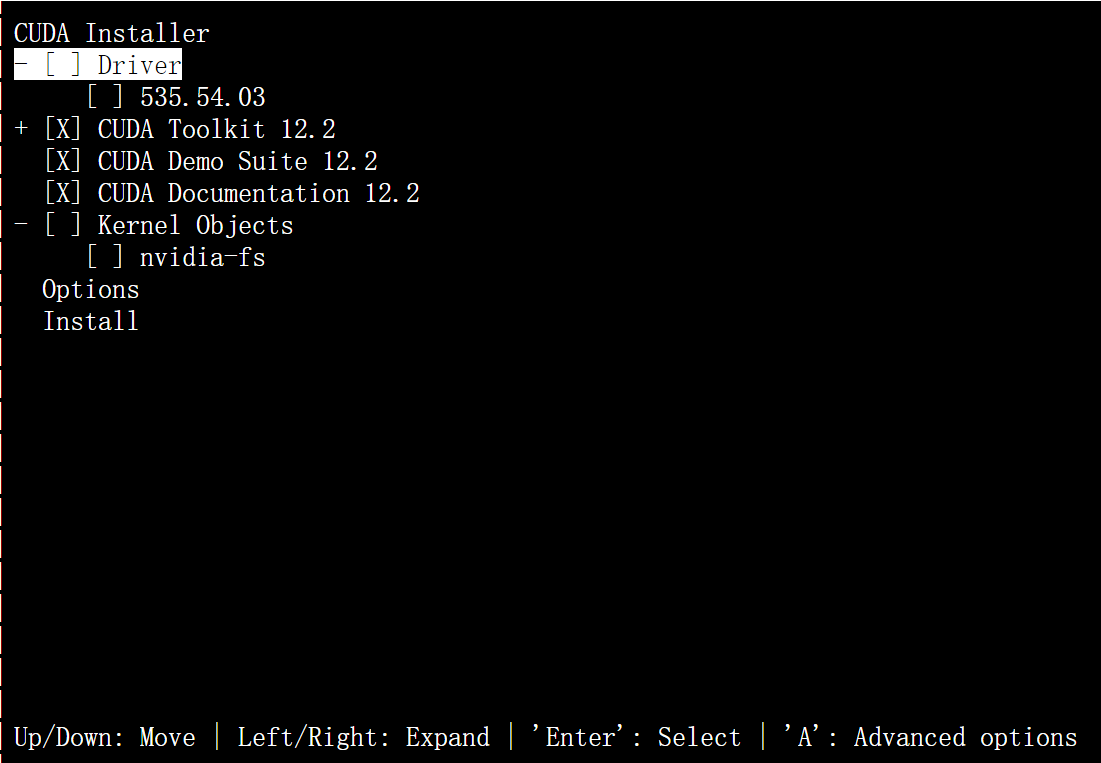 CUDA Installer
- [ ] Driver
[ ] 535.54.03
+ [X] CUDA Toolkit 12.2
[X] CUDA Demo Suite 12.2
[X] CUDA Documentation 12.2
- [ ] Kernel Objects
[ ] nvidia-fs
Options
Install
Up/Down: Move | Left/Right: Expand | 'Enter': Select | 'A': Advanced options